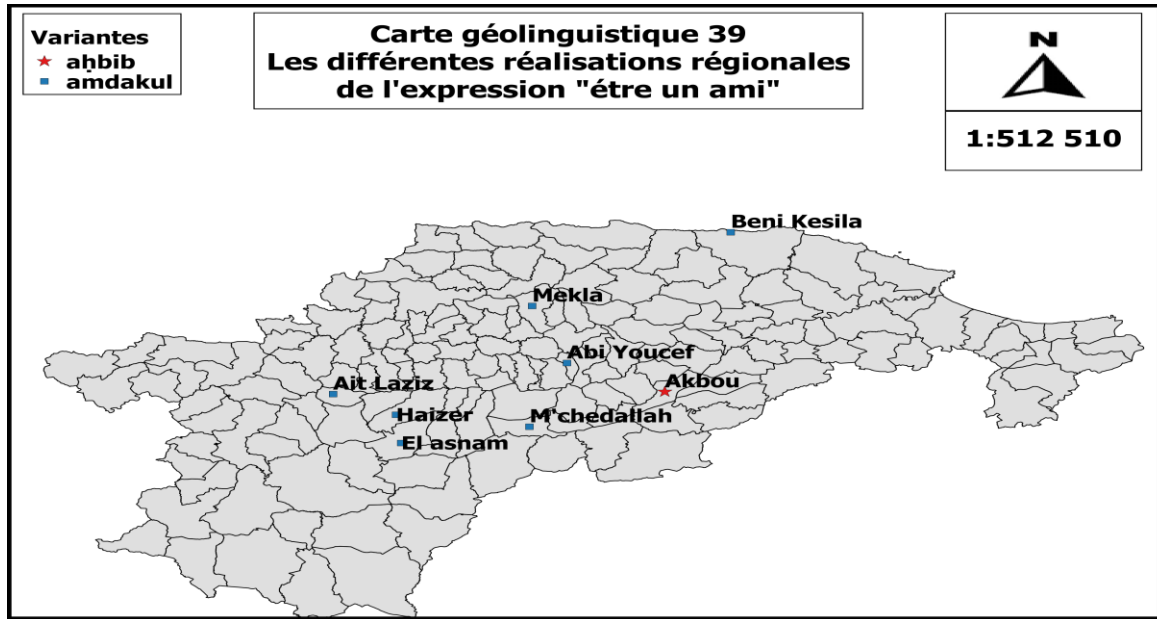 Variantes
aḥbib
amdakul
Carte géolinguistique 39
Les différentes réalisations régionales
de l'expression "étre un ami"
N
1:512 510
Beni Kesila
Mekla
Abi Youcef
Akbou
Ait Laziz
Haizer
M'chedallah
El asnam